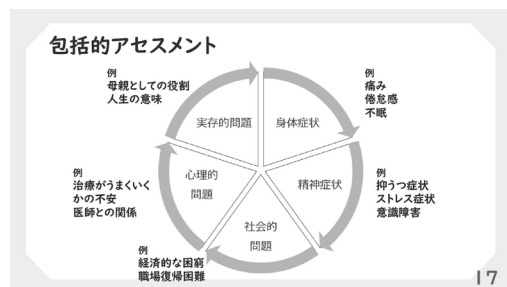 包括的アセスメント
例
母親としての役割
人生の意味
例
痛み
倦怠感
不眠
実存的問題
身体症状
心理的
問題
精神症状
社会的
問題
例
治療がうまくいく
かの不安
医師との関係
例
抑うつ症状
ストレス症状
意識障害
例
経済的な困窮
職場復帰困難
17